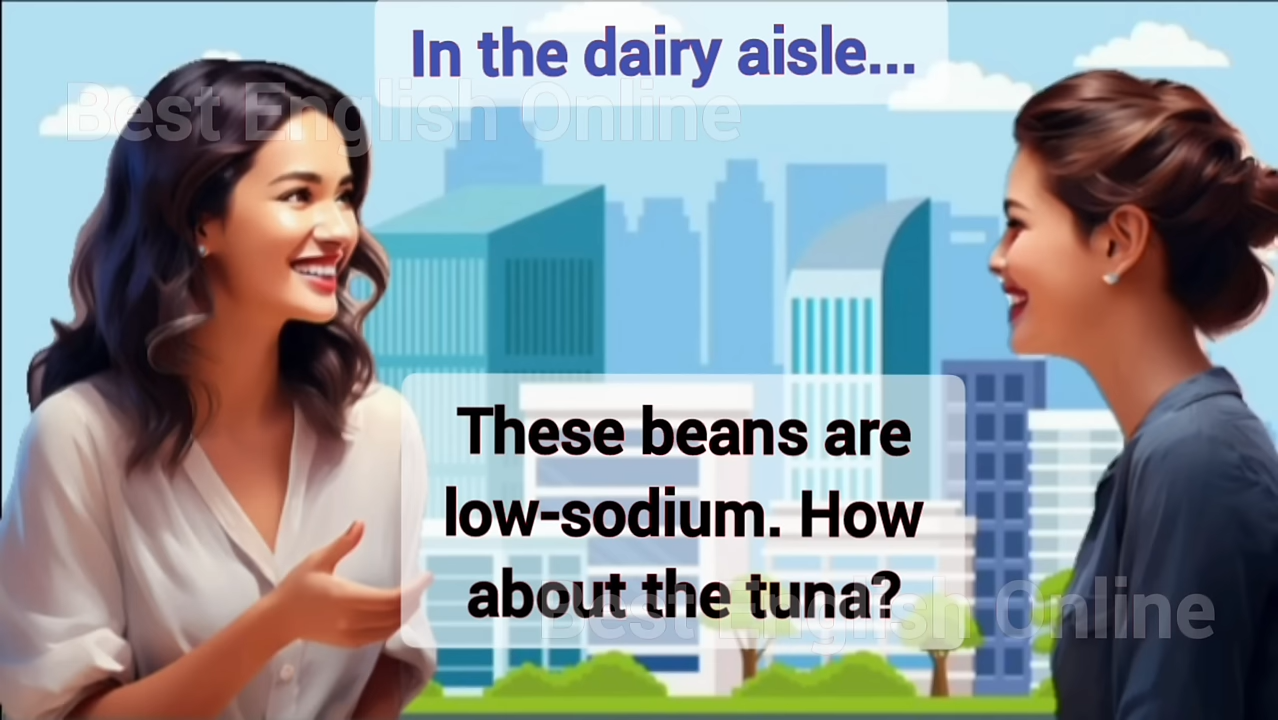 In the dairy aisle...
Best English Online
These beans are
low-sodium. How
about the tuna?
Best English Online